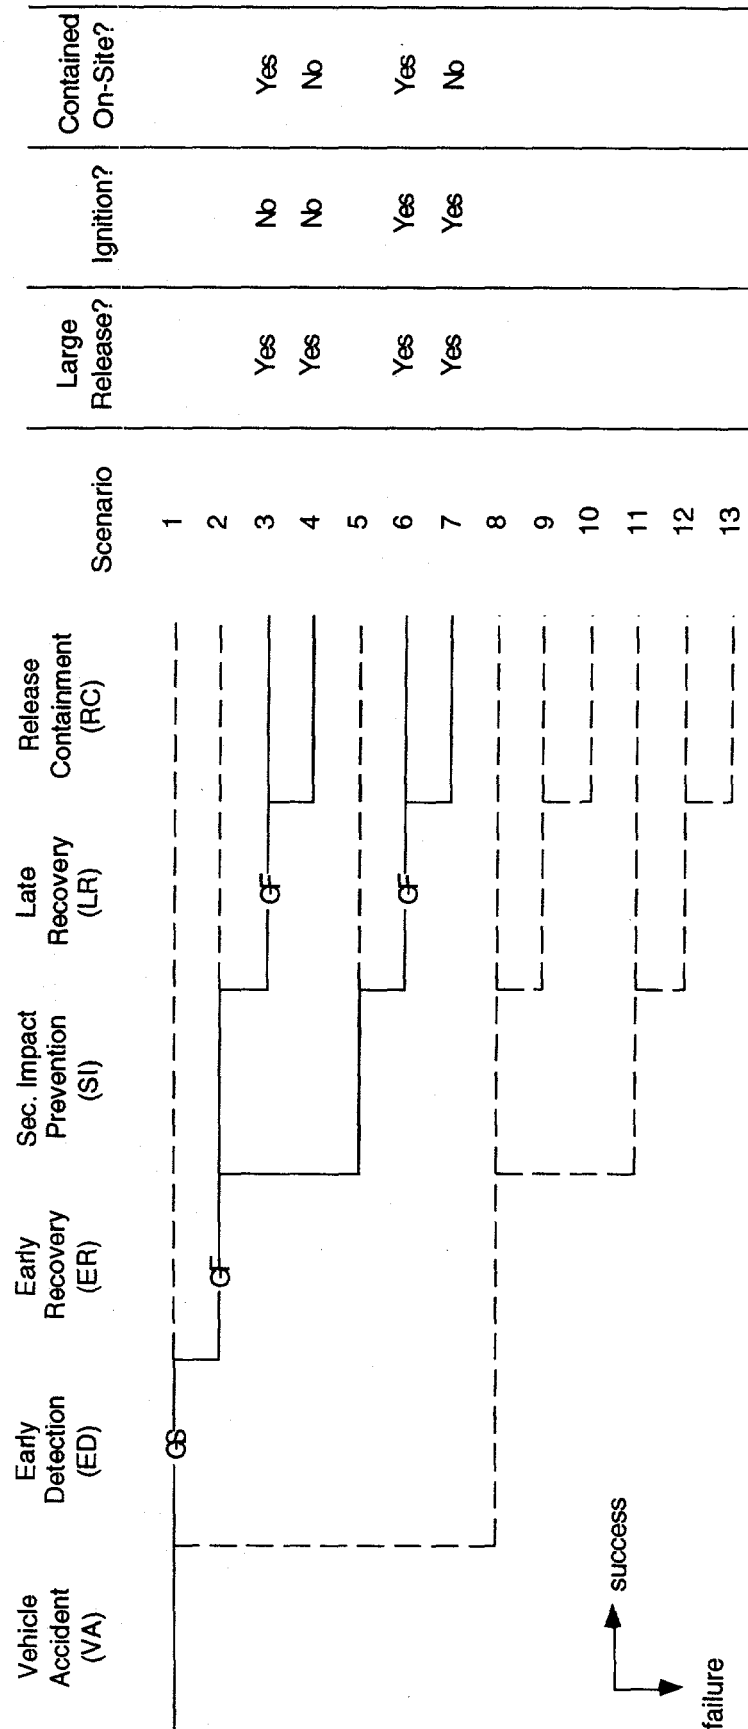 Vehicle
Accident
(VA)
Early
Detection
(ED)
Early
Recovery
(ER)
Sec. Impact
Prevention
(SI)
Late
Recovery
(LR)
Release
Containment
(RC)
Scenario
Large
Release?
Ignition?
Contained
On-Site?
GS
1
2
GF
3 Yes No Yes
GF
4 Yes No No
5
6 Yes Yes Yes
GF
7 Yes Yes No
8
9
10
11
12
13
success
failure